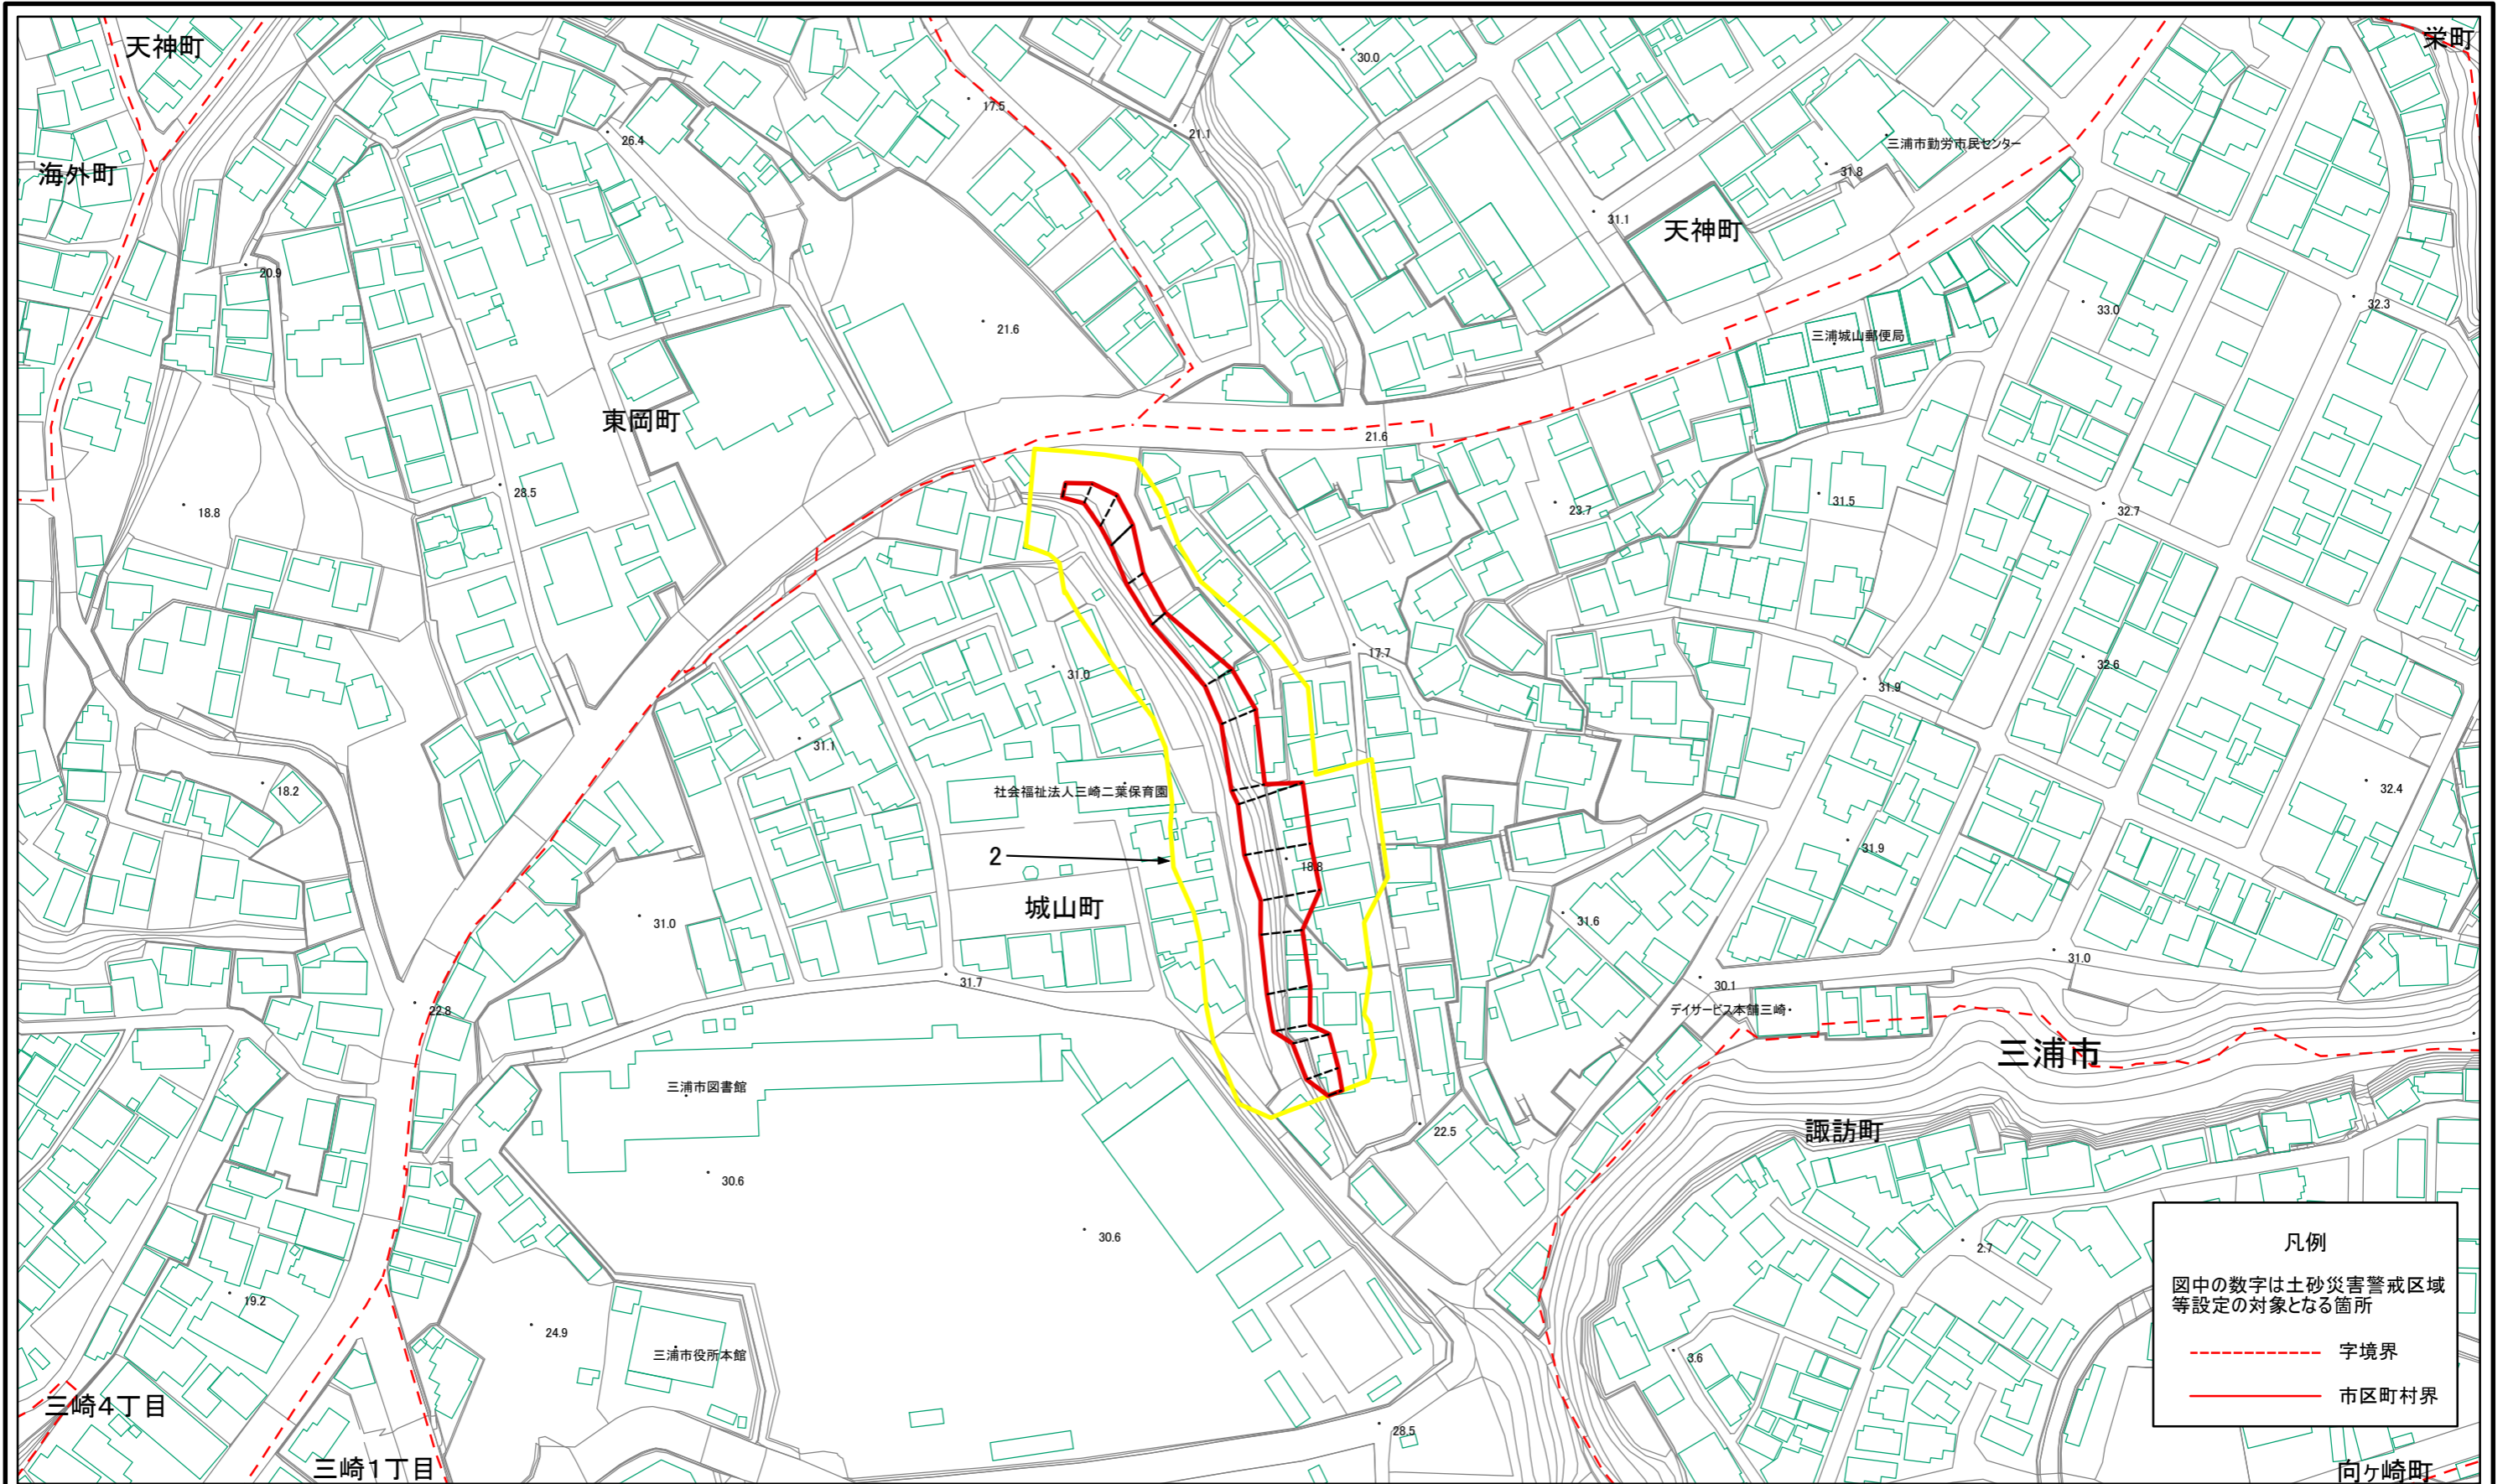 天神町
栄町
30.0
17.5
21.1
26.4
三浦市勤労市民センター
海外町
31.8
31.1
天神町
20.9
32.3
33.0
21.6
三浦城山郵便局
東岡町
21.6
28.5
31.5
18.8
23.7
32.7
17.7
31.0
32.6
31.9
31.1
18.2
社会福祉法人三崎二葉保育園
32.4
2
31.9
18.8
城山町
31.0
31.6
31.0
31.7
30.1
22.8
デイサービス本舗三崎
三浦市
三浦市図書館
22.5
諏訪町
30.6
30.6
2.7
19.2
24.9
三浦市役所本館
3.6
三崎4丁目
28.5
三崎1丁目
向ヶ崎町
凡例
図中の数字は土砂災害警戒区域
等設定の対象となる箇所
字境界
市区町村界